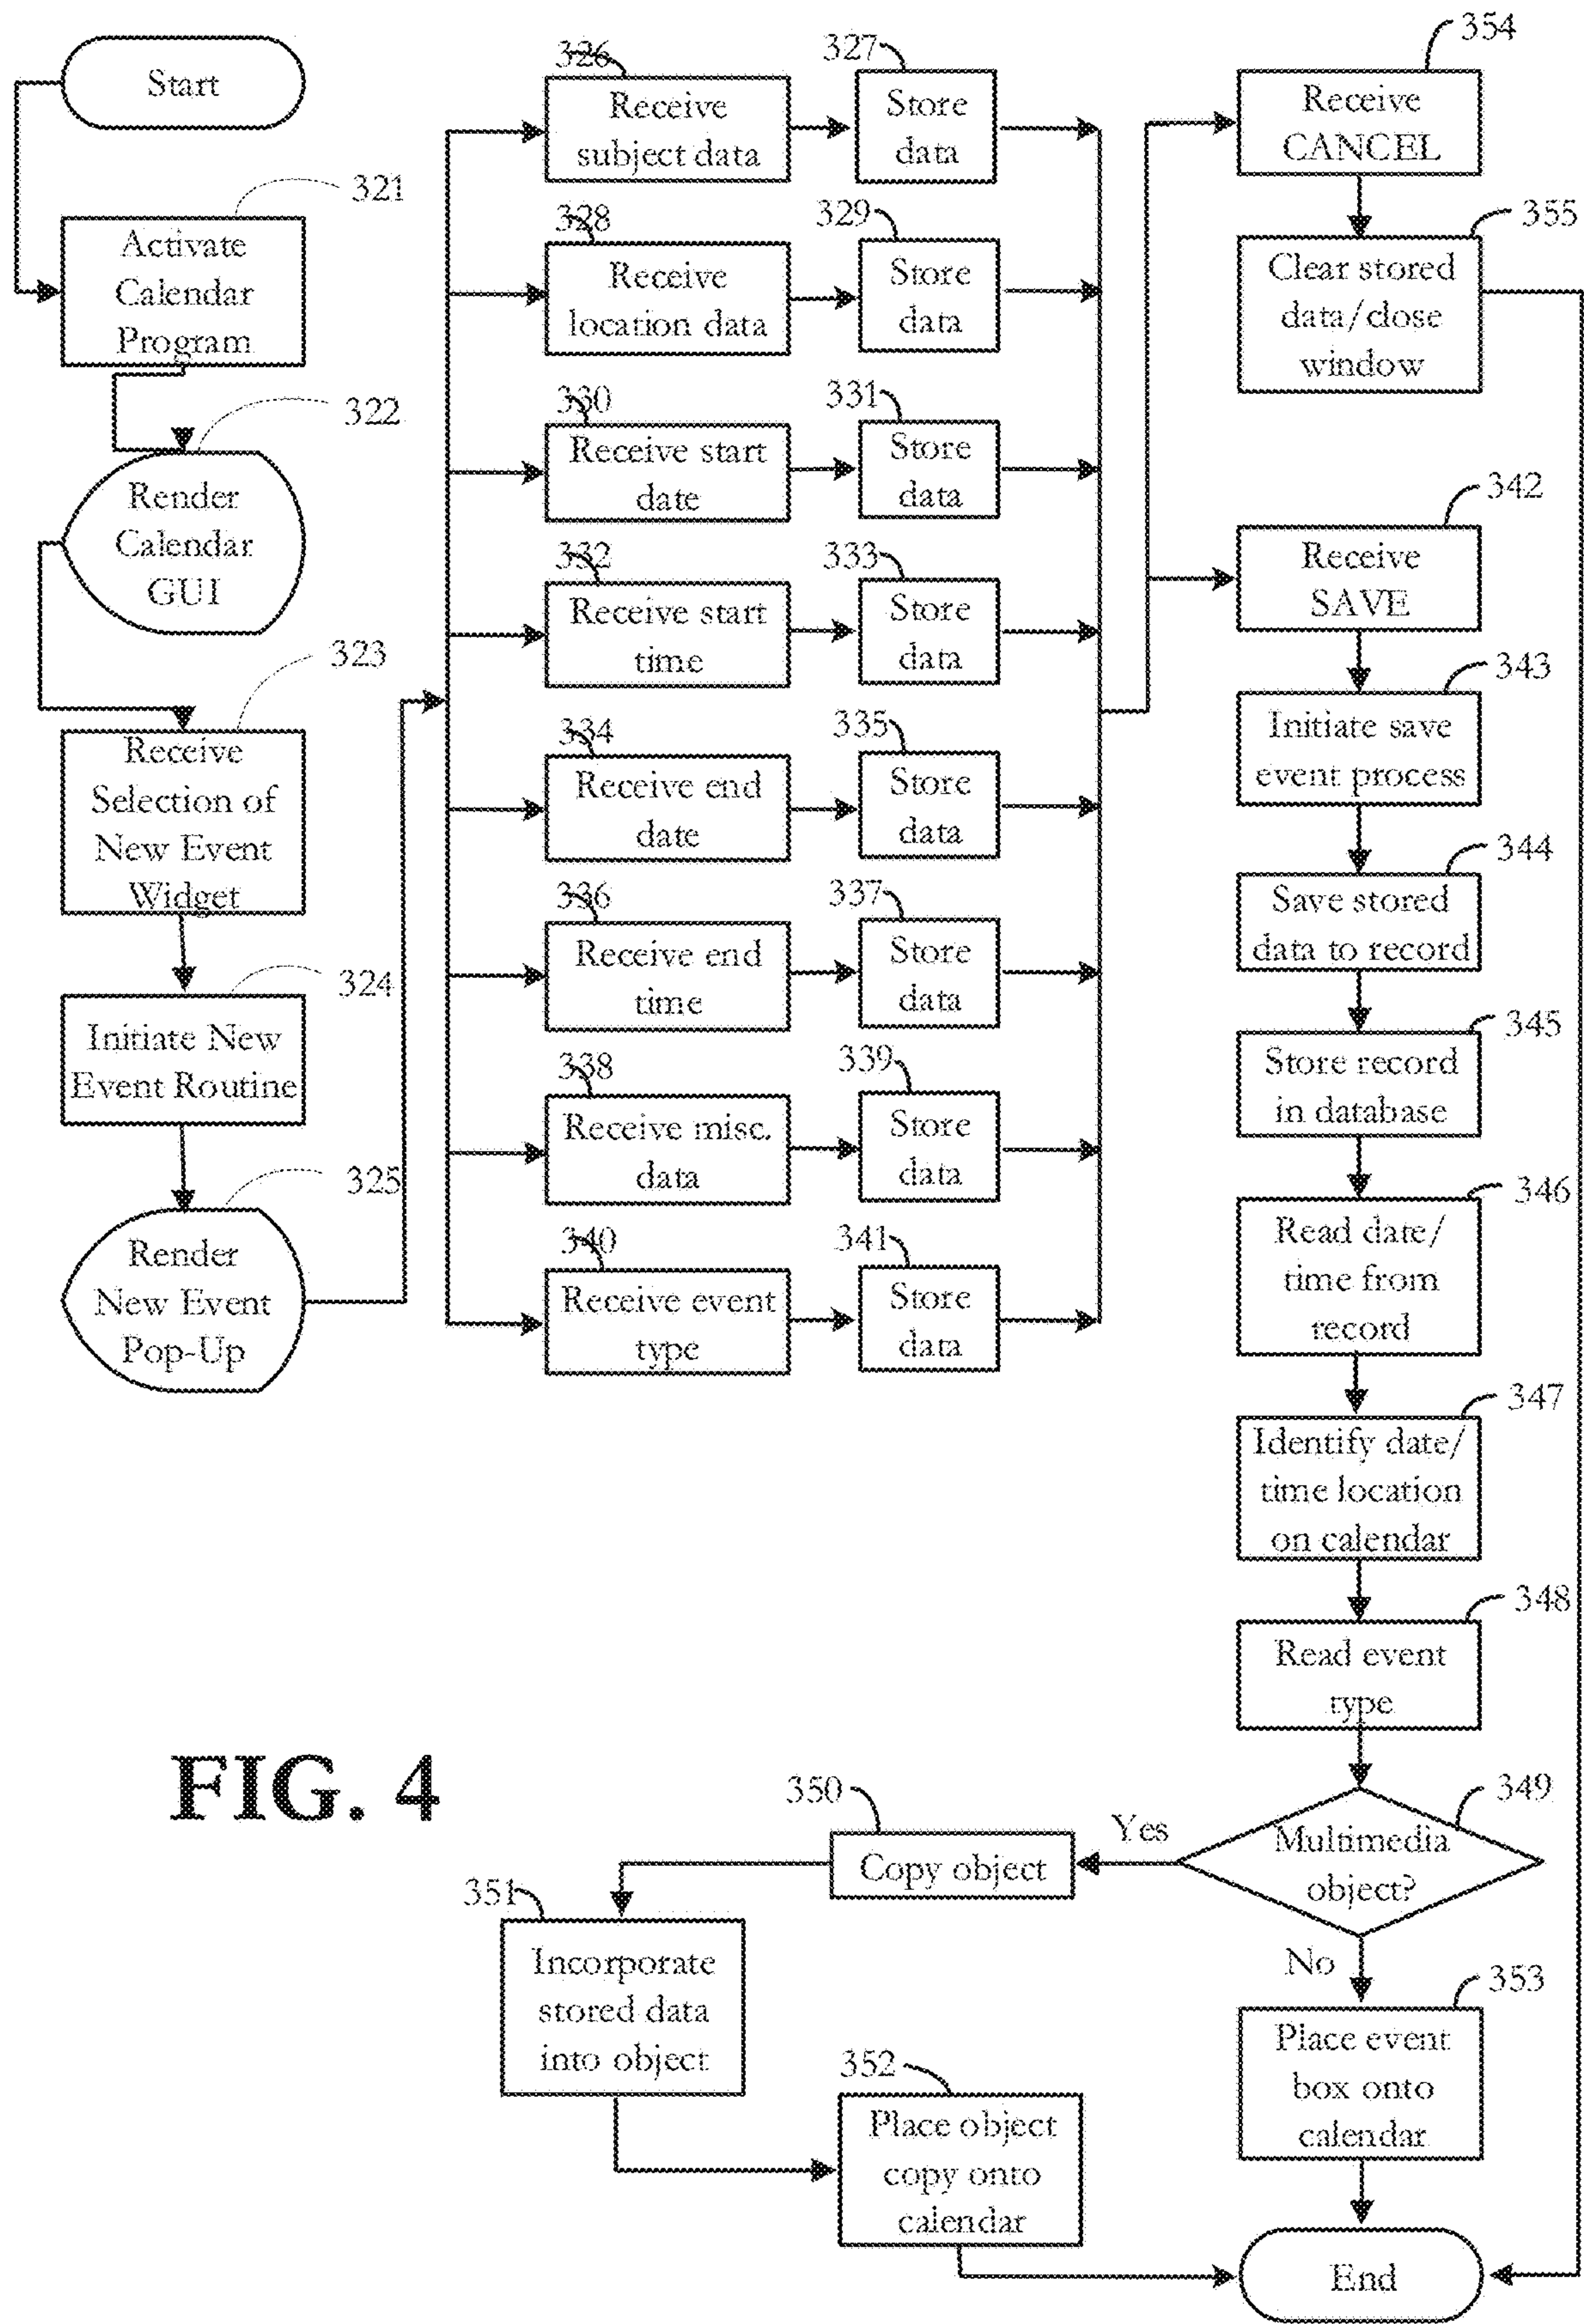 Start
321
Activate
Calendar
Program
322
Render
Calendar
GUI
323
Receive
Selection of
New Event
Widget
324
Initiate New
Event Routine
325
Render
New Event
Pop-Up
326
Receive
subject data
327
Store
data
328
Receive
location data
329
Store
data
330
Receive start
date
331
Store
data
332
Receive start
time
333
Store
data
334
Receive end
date
335
Store
data
336
Receive end
time
337
Store
data
338
Receive misc.
data
339
Store
data
340
Receive event
type
341
Store
data
354
Receive
CANCEL
355
Clear stored
data/close
window
342
Receive
SAVE
343
Initiate save
event process
344
Save stored
data to record
345
Store record
in database
346
Read date/
time from
record
347
Identify date/
time location
on calendar
348
Read event
type
349
Multimedia
object?
Yes
350
Copy object
351
Incorporate
stored data
into object
352
Place object
copy onto
calendar
No
353
Place event
box onto
calendar
End
FIG. 4